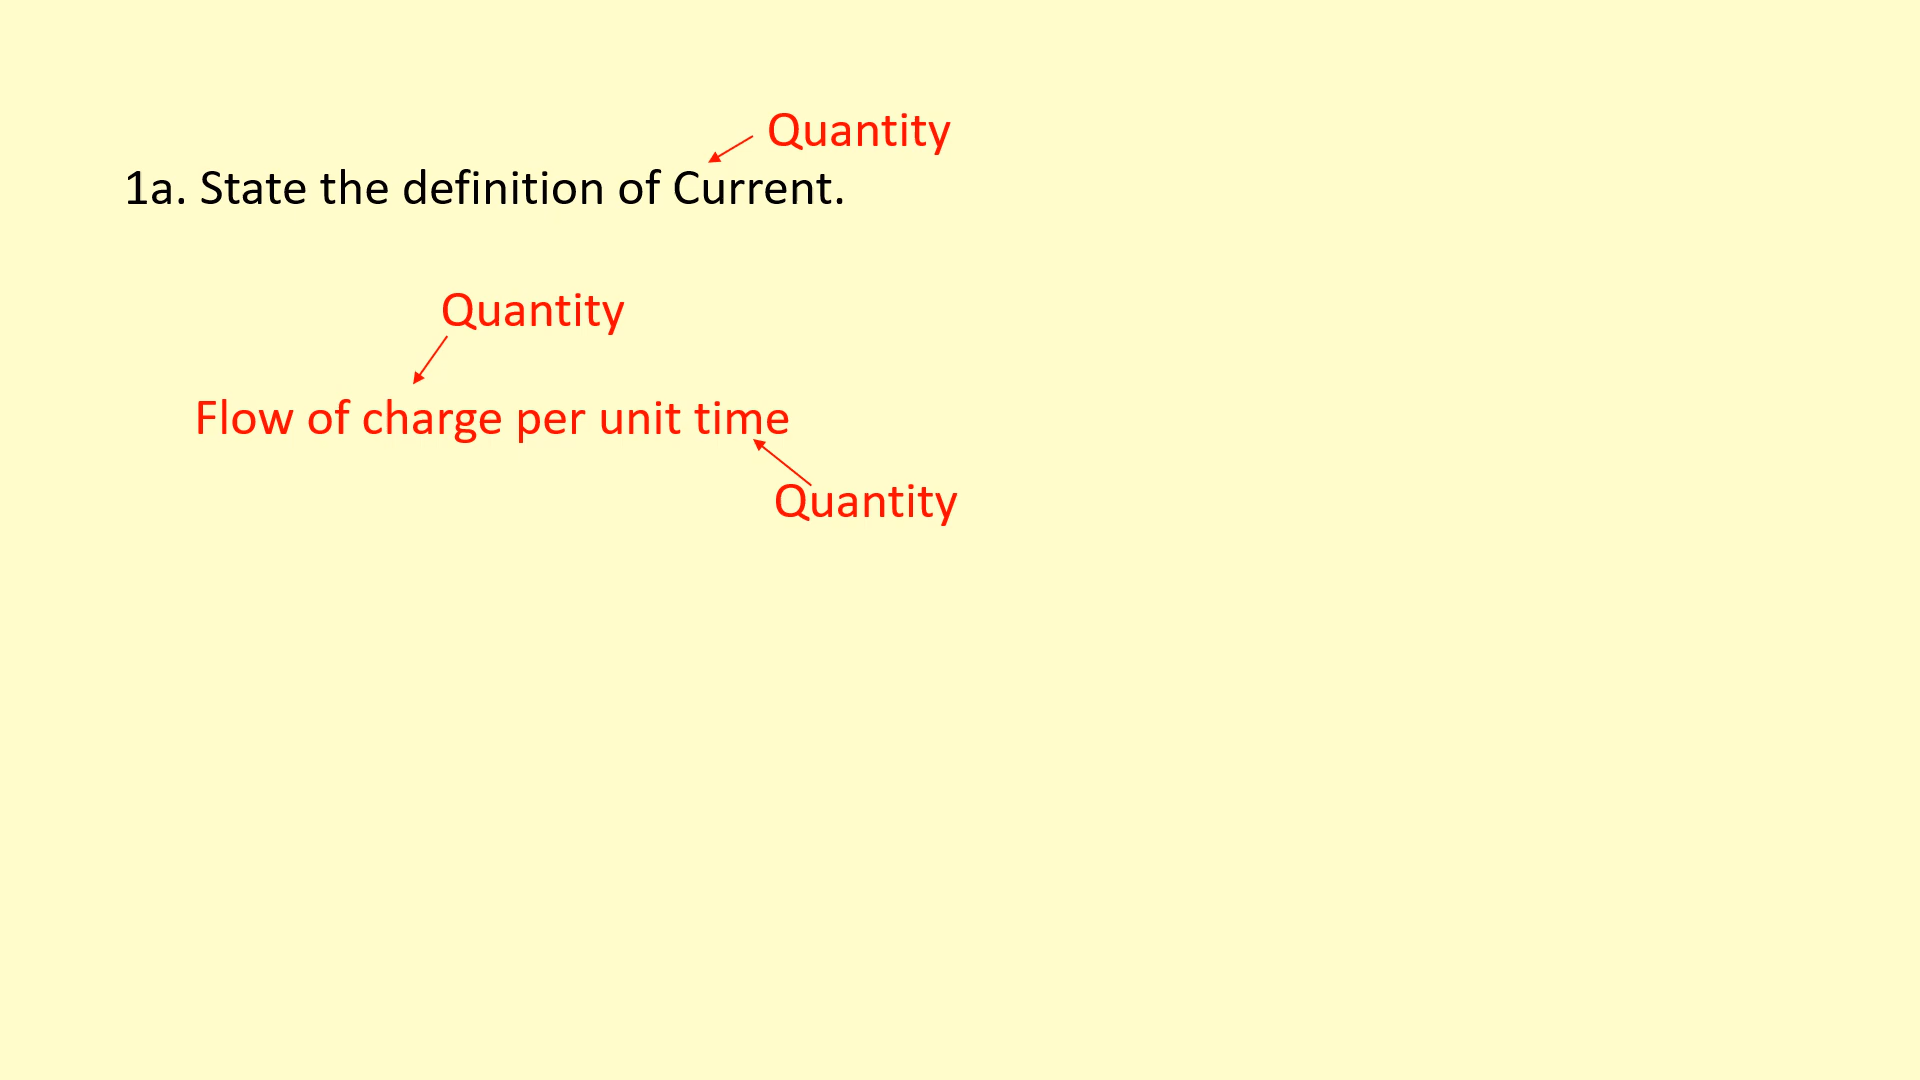 Quantity
1a. State the definition of Current.
Quantity
Flow of charge per unit time
Quantity